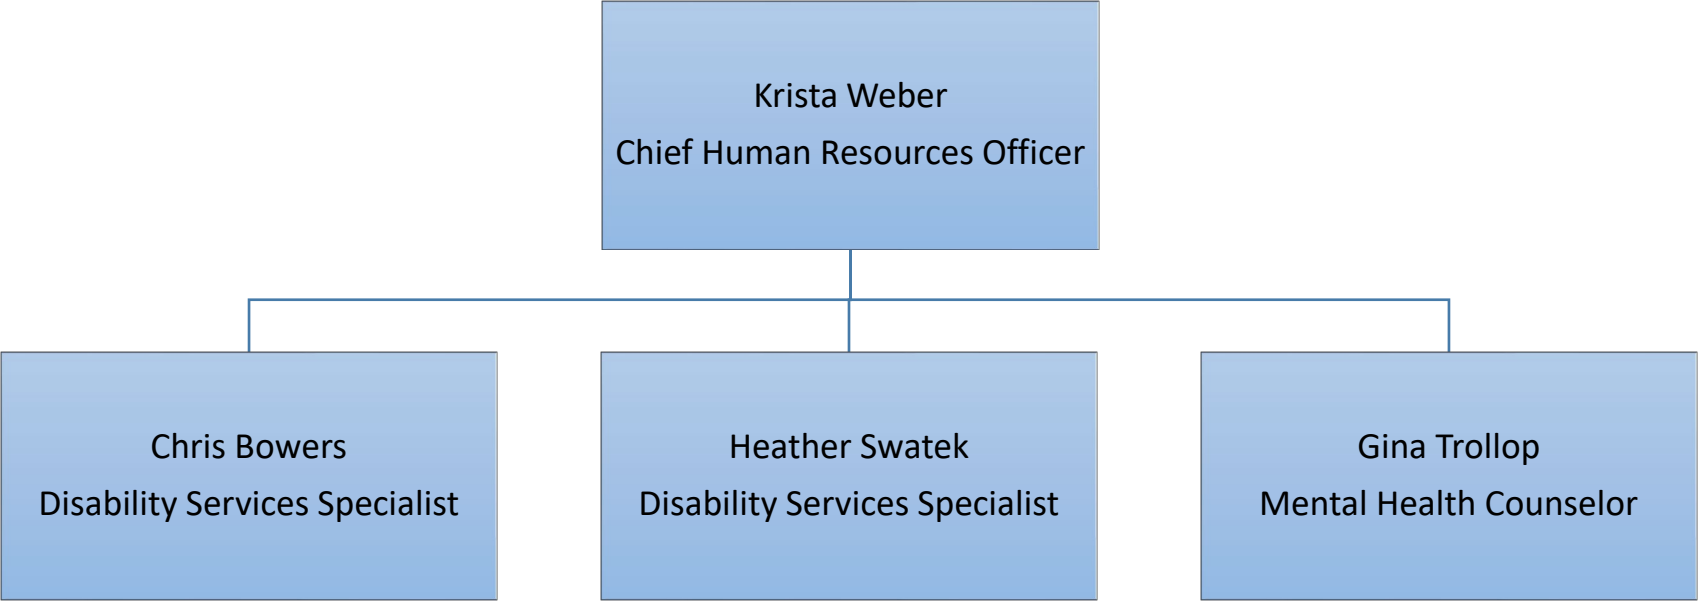 Krista Weber
Chief Human Resources Officer
Chris Bowers
Disability Services Specialist
Heather Swatek
Disability Services Specialist
Gina Trollop
Mental Health Counselor